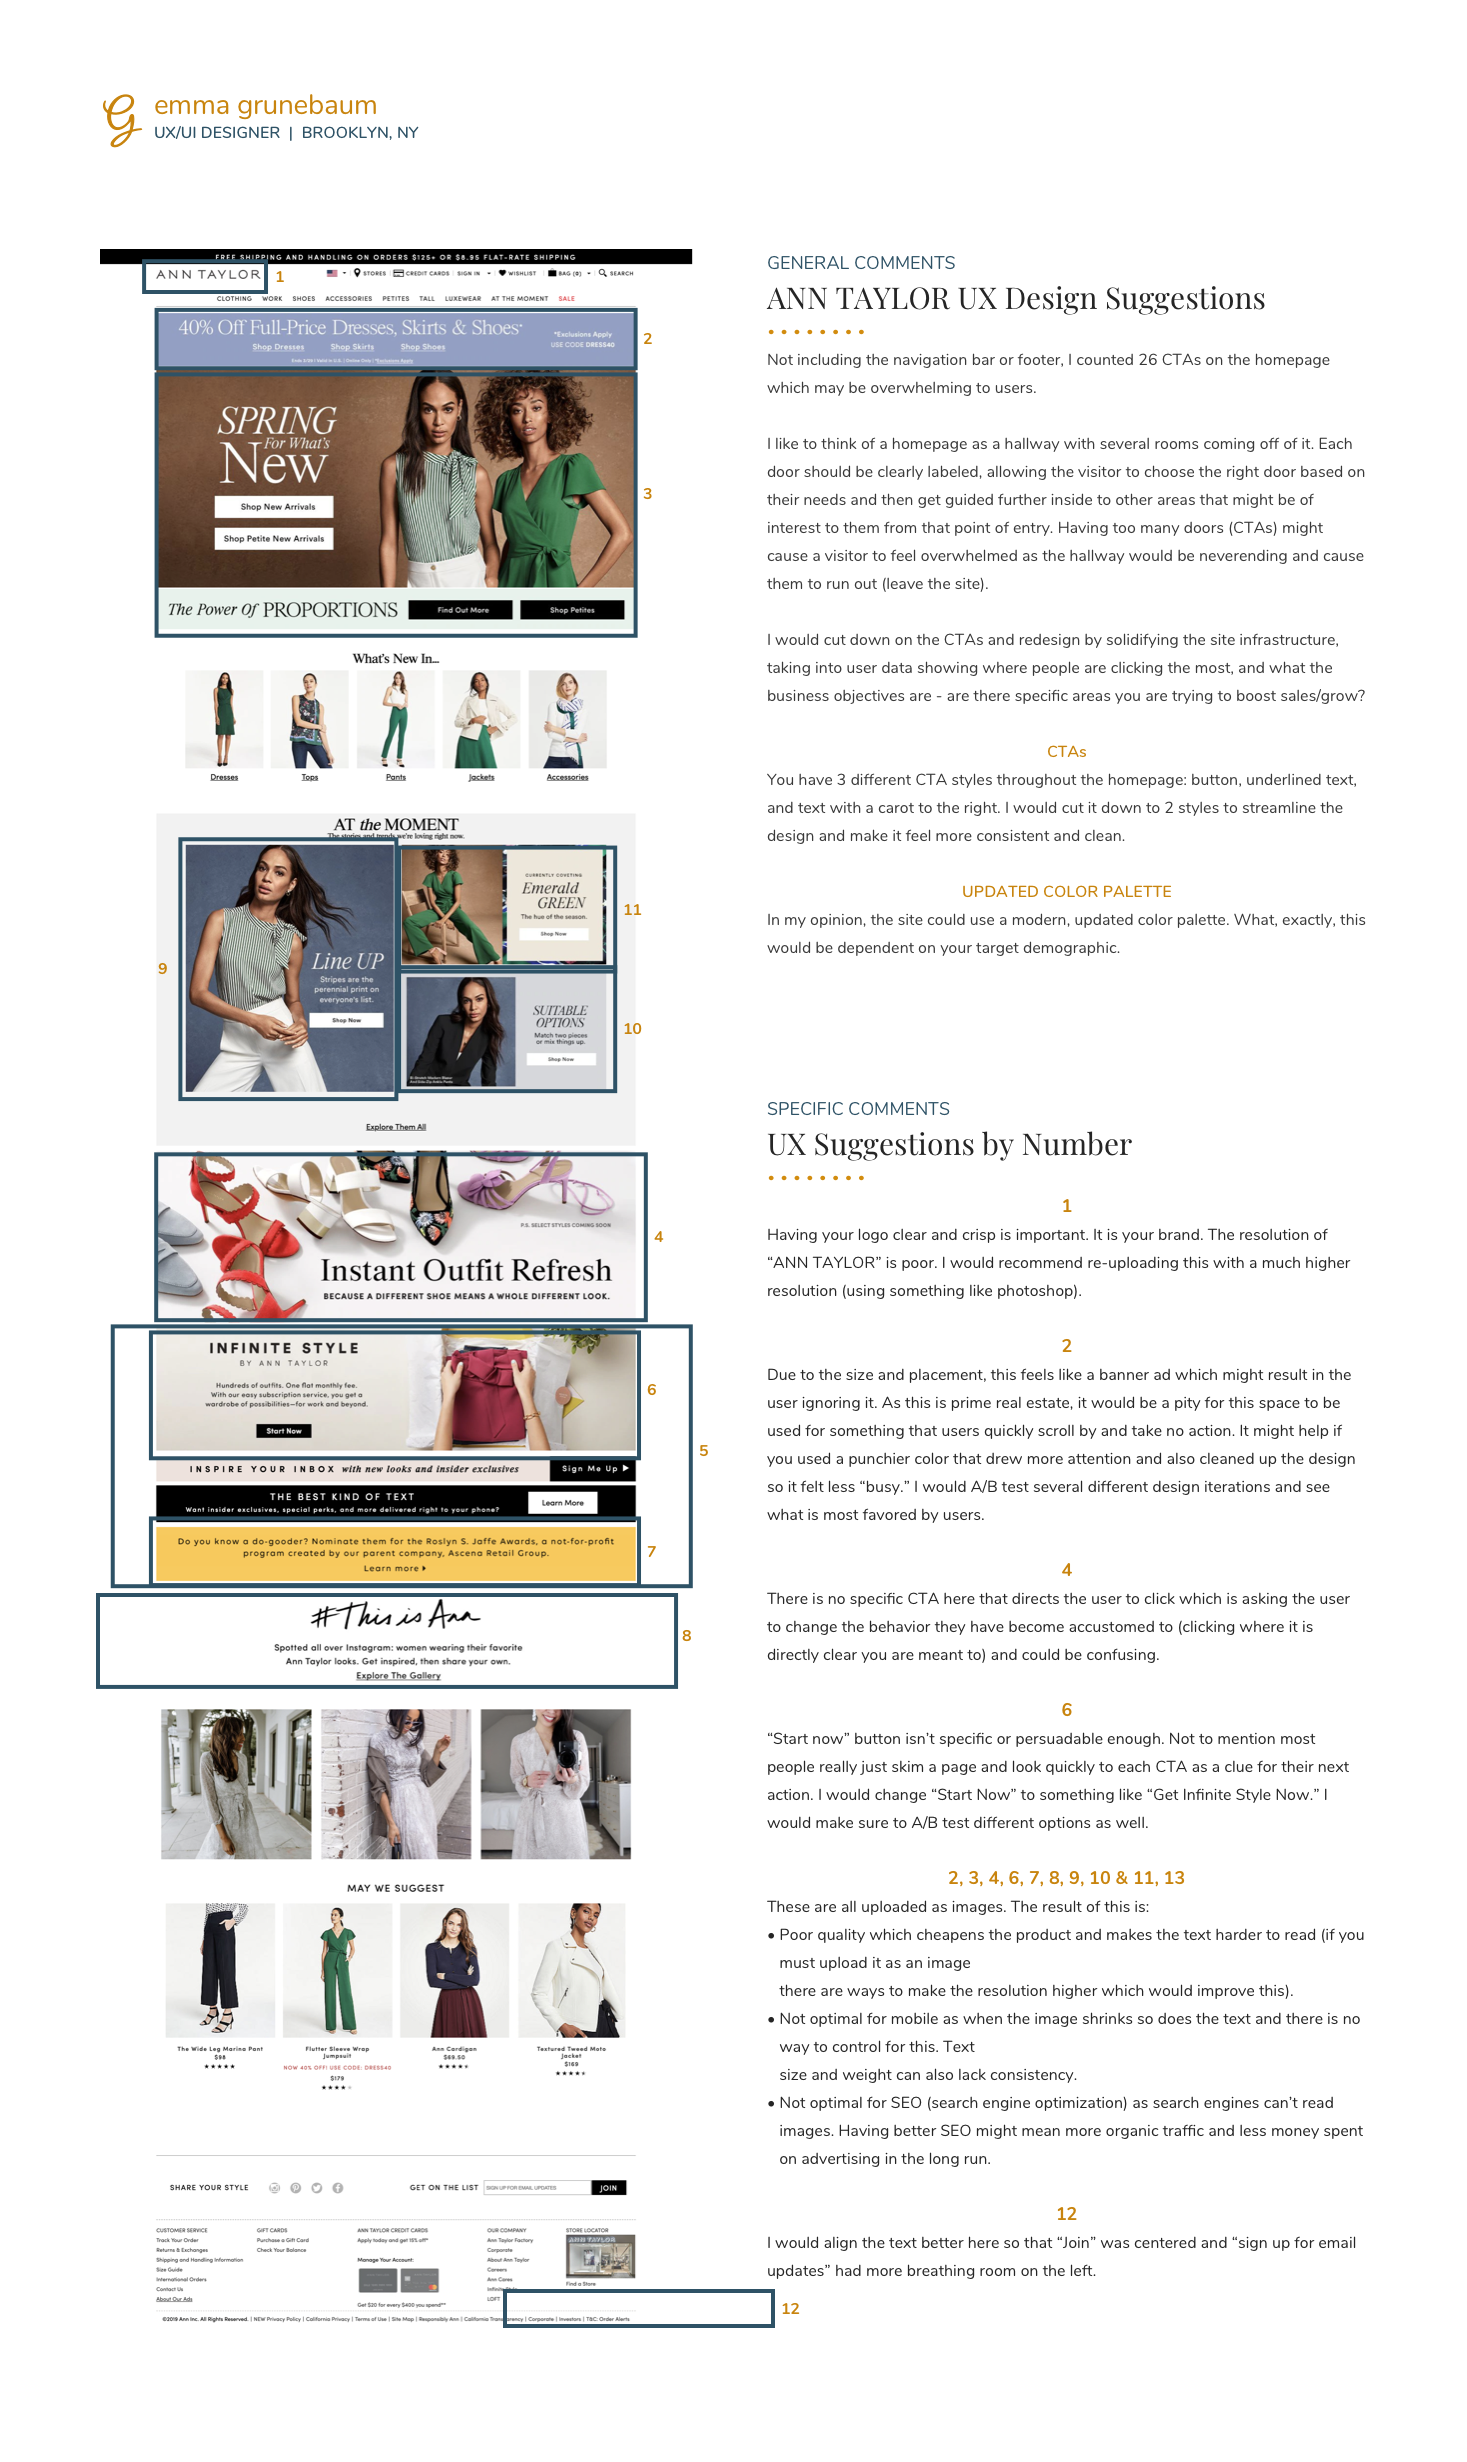 emma grunebaum
UX/UI DESIGNER | BROOKLYN, NY
FREE SHIPPING AND HANDLING ON ORDERS $125+ OR $8.95 FLAT-RATE SHIPPING
ANN TAYLOR
1
STORES
CREDIT CARDS
SIGN IN
WISHLIST
BAG (0)
SEARCH
CLOTHING WORK SHOES ACCESSORIES PETITES TALL LUXEWEAR AT THE MOMENT SALE
40% Off Full-Price Dresses, Skirts & Shoes*
Shop Dresses Shop Skirts Shop Shoes
*Exclusions Apply
USE CODE DRESS40
Ends 3/19 | Valid in U.S. | Online Only | *Exclusions Apply
2
SPRING
For What's
New
Shop New Arrivals
Shop Petite New Arrivals
3
The Power Of PROPORTIONS
Find Out More
Shop Petites
What's New In...
Dresses
Tops
Pants
Jackets
Accessories
AT the MOMENT
The stories and trends we're loving right now.
9
Line UP
Stripes are the
perennial print on
everyone's list.
Shop Now
CURRENTLY COVETING
Emerald
GREEN
The hue of the season.
Shop Now
11
SUITABLE
OPTIONS
Match two pieces
or mix things up.
Shop Now
10
Explore Them All
P.S. SELECT STYLES COMING SOON
4
Instant Outfit Refresh
BECAUSE A DIFFERENT SHOE MEANS A WHOLE DIFFERENT LOOK.
INFINITE STYLE
BY ANN TAYLOR
Hundreds of outfits. One flat monthly fee.
With our easy subscription service, you get a
wardrobe of possibilities—for work and beyond.
Start Now
6
5
INSPIRE YOUR INBOX with new looks and insider exclusives
Sign Me Up
THE BEST KIND OF TEXT
Want insider exclusives, special perks, and more delivered right to your phone?
Learn More
Do you know a do-gooder? Nominate them for the Roslyn S. Jaffe Awards, a not-for-profit
program created by our parent company, Ascena Retail Group.
Learn more
7
#This is Ann
Spotted all over Instagram: women wearing their favorite
Ann Taylor looks. Get inspired, then share your own.
Explore The Gallery
8
MAY WE SUGGEST
The Wide Leg Marina Pant
$98
Flutter Sleeve Wrap
Jumpsuit
NOW 40% OFF! USE CODE: DRESS40
$179
Ann Cardigan
$69.50
Textured Tweed Moto
Jacket
$169
SHARE YOUR STYLE
GET ON THE LIST
SIGN UP FOR EMAIL UPDATES
JOIN
CUSTOMER SERVICE
Track Your Order
Returns & Exchanges
Shipping and Handling Information
Size Guide
International Orders
Contact Us
About Our Ads
GIFT CARDS
Purchase a Gift Card
Check Your Balance
ANN TAYLOR CREDIT CARDS
Apply today and get 15% off*
Manage Your Account:
Get $20 for every $400 you spend**
OUR COMPANY
Ann Taylor Factory
Corporate
About Ann Taylor
Careers
Ann Cares
Infinite Style
LOFT
STORE LOCATOR
ANN TAYLOR
Find a Store
©2019 Ann Inc. All Rights Reserved. | NEW Privacy Policy | California Privacy | Terms of Use | Site Map | Responsibly Ann | California Transparency | Corporate | Investors | TBC: Order Alerts
12
GENERAL COMMENTS
ANN TAYLOR UX Design Suggestions
Not including the navigation bar or footer, I counted 26 CTAs on the homepage
which may be overwhelming to users.
I like to think of a homepage as a hallway with several rooms coming off of it. Each
door should be clearly labeled, allowing the visitor to choose the right door based on
their needs and then get guided further inside to other areas that might be of
interest to them from that point of entry. Having too many doors (CTAs) might
cause a visitor to feel overwhelmed as the hallway would be neverending and cause
them to run out (leave the site).
I would cut down on the CTAs and redesign by solidifying the site infrastructure,
taking into user data showing where people are clicking the most, and what the
business objectives are - are there specific areas you are trying to boost sales/grow?
CTAs
You have 3 different CTA styles throughout the homepage: button, underlined text,
and text with a carot to the right. I would cut it down to 2 styles to streamline the
design and make it feel more consistent and clean.
UPDATED COLOR PALETTE
In my opinion, the site could use a modern, updated color palette. What, exactly, this
would be dependent on your target demographic.
SPECIFIC COMMENTS
UX Suggestions by Number
1
Having your logo clear and crisp is important. It is your brand. The resolution of
“ANN TAYLOR” is poor. I would recommend re-uploading this with a much higher
resolution (using something like photoshop).
2
Due to the size and placement, this feels like a banner ad which might result in the
user ignoring it. As this is prime real estate, it would be a pity for this space to be
used for something that users quickly scroll by and take no action. It might help if
you used a punchier color that drew more attention and also cleaned up the design
so it felt less “busy.” I would A/B test several different design iterations and see
what is most favored by users.
4
There is no specific CTA here that directs the user to click which is asking the user
to change the behavior they have become accustomed to (clicking where it is
directly clear you are meant to) and could be confusing.
6
“Start now” button isn’t specific or persuadable enough. Not to mention most
people really just skim a page and look quickly to each CTA as a clue for their next
action. I would change “Start Now” to something like “Get Infinite Style Now.” I
would make sure to A/B test different options as well.
2, 3, 4, 6, 7, 8, 9, 10 & 11, 13
These are all uploaded as images. The result of this is:
• Poor quality which cheapens the product and makes the text harder to read (if you
must upload it as an image
there are ways to make the resolution higher which would improve this).
• Not optimal for mobile as when the image shrinks so does the text and there is no
way to control for this. Text
size and weight can also lack consistency.
• Not optimal for SEO (search engine optimization) as search engines can’t read
images. Having better SEO might mean more organic traffic and less money spent
on advertising in the long run.
12
I would align the text better here so that “Join” was centered and “sign up for email
updates” had more breathing room on the left.